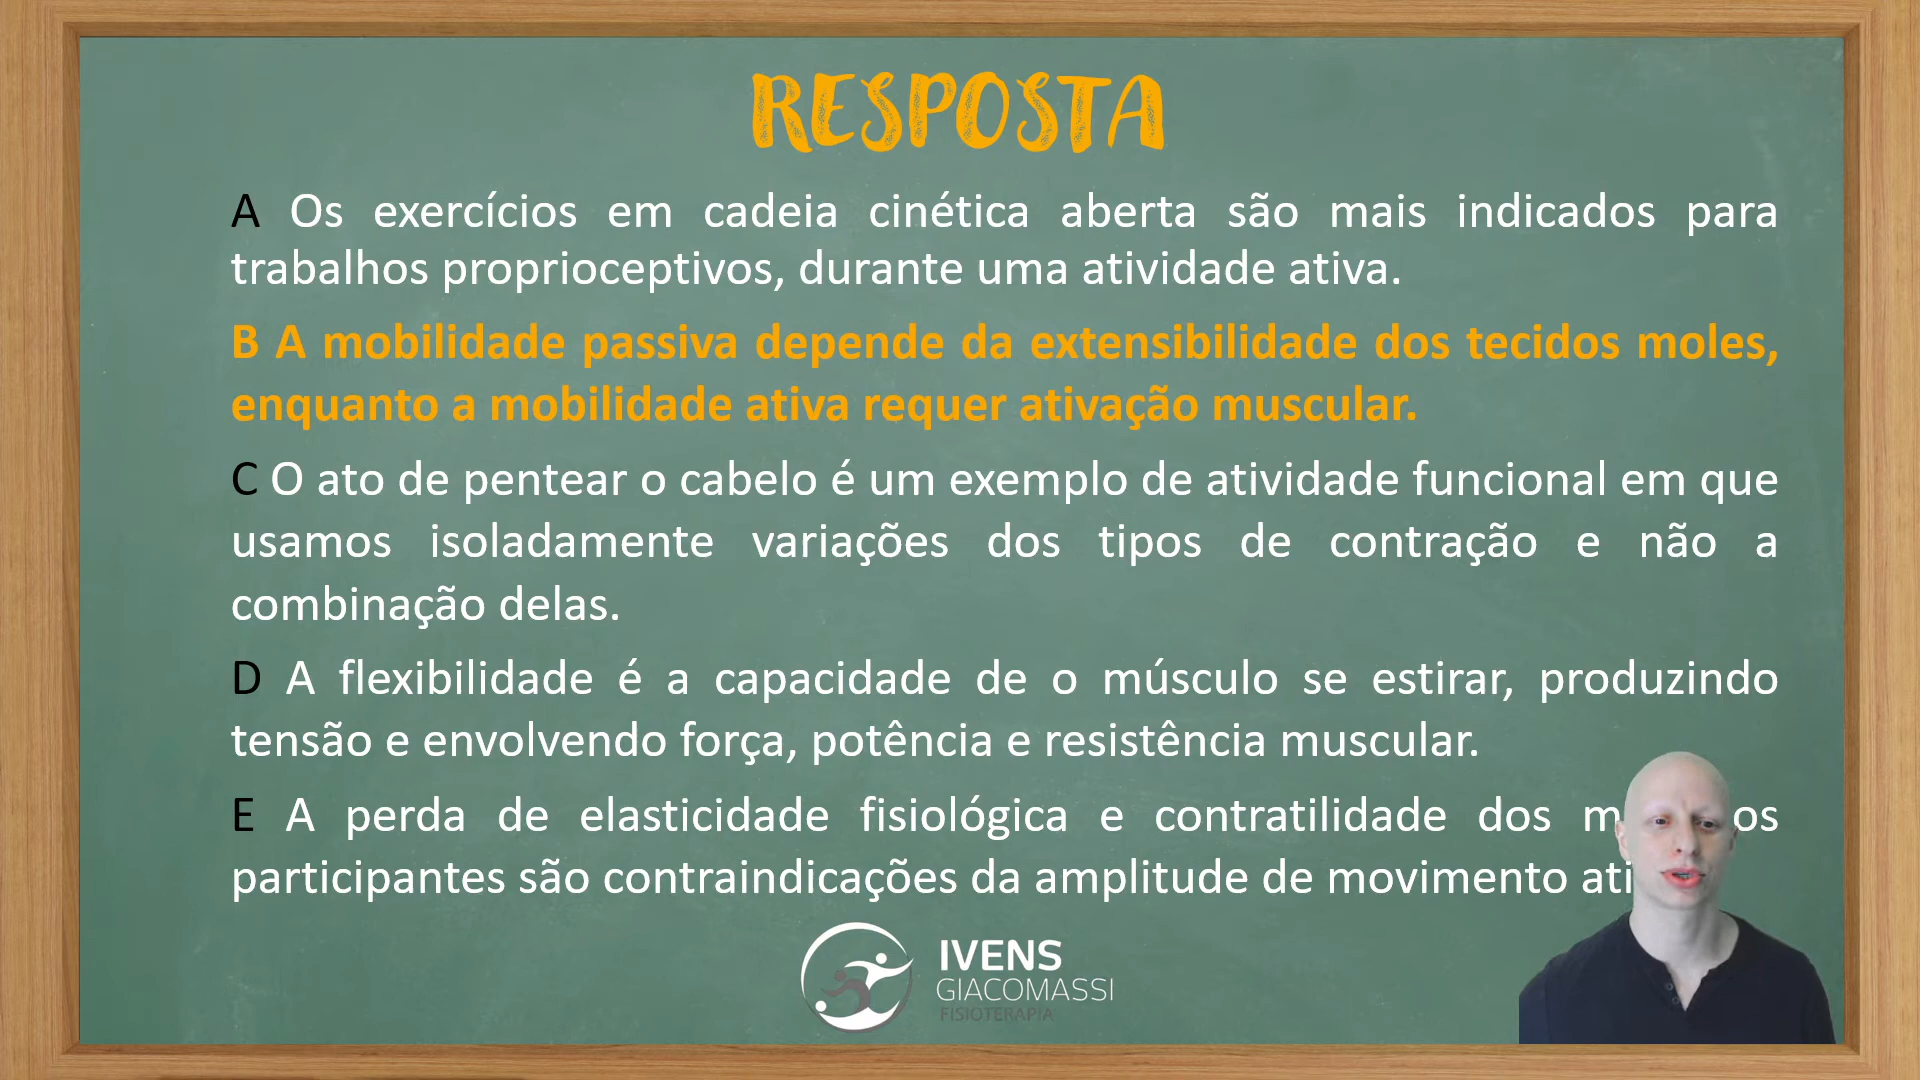 RESPOSTA
A Os exercícios em cadeia cinética aberta são mais indicados para
trabalhos proprioceptivos, durante uma atividade ativa.
B A mobilidade passiva depende da extensibilidade dos tecidos moles,
enquanto a mobilidade ativa requer ativação muscular.
C O ato de pentear o cabelo é um exemplo de atividade funcional em que
usamos isoladamente variações dos tipos de contração e não a
combinação delas.
D A flexibilidade é a capacidade de o músculo se estirar, produzindo
tensão e envolvendo força, potência e resistência muscular.
E A perda de elasticidade fisiológica e contratilidade dos
participantes são contraindicações da amplitude de movimento
IVENS
GIACOMASSI
FISIOTERAPIA